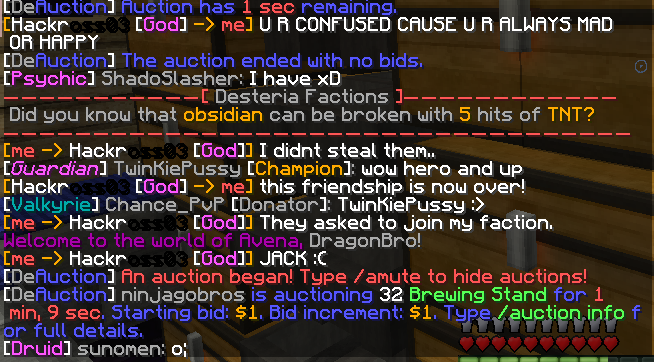 [DeAuction] Auction has 1 sec remaining.
[Hackross03 [God] -> me] U R CONFUSED CAUSE U R ALWAYS MAD
OR HAPPY
[DeAuction] The auction ended with no bids.
[Psychic] ShadoSlasher: I have xD
[ Desteria Factions ]
Did you know that obsidian can be broken with 5 hits of TNT?
[me -> Hackross03 [God]] I didnt steal them..
[Guardian] TwinKiePussy [Champion]: wow hero and up
[Hackross03 [God] -> me] this friendship is now over!
[Valkyrie] Chance_PvP [Donator]: TwinKiePussy :>
[me -> Hackross03 [God]] They asked to join my faction.
Welcome to the world of Avena, DragonBro!
[me -> Hackross03 [God]] JACK :C
[DeAuction] An auction began! Type /amute to hide auctions!
[DeAuction] ninjagobros is auctioning 32 Brewing Stand for 1
min, 9 sec. Starting bid: $1. Bid increment: $1. Type /auction info f
or full details.
[Druid] sunomen: o;